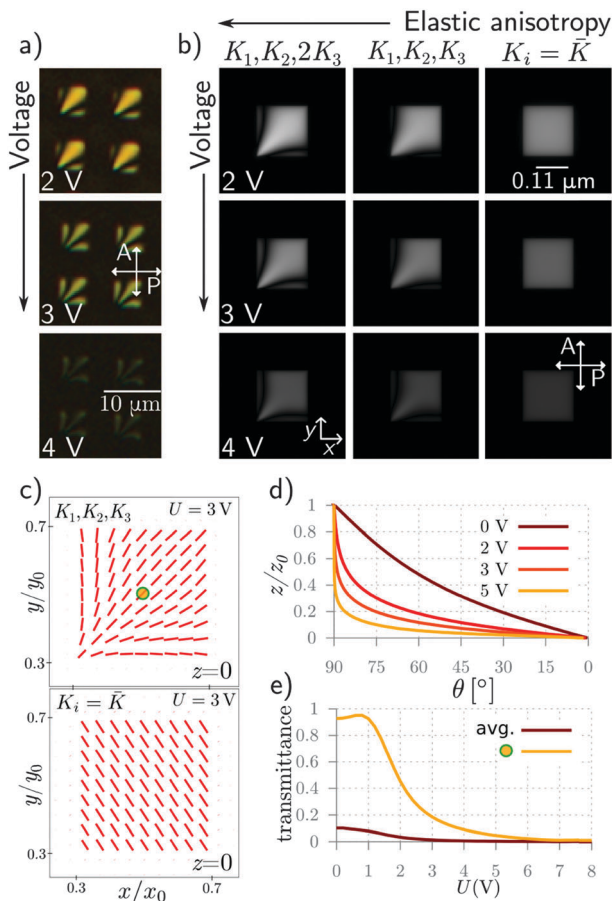 Elastic anisotropy
a)
b)
K₁,K₂,2K₃
K₁,K₂,K₃
Kᵢ = K̄
Voltage
Voltage
2 V
2 V
0.11 μm
A
P
3 V
3 V
10 μm
4 V
A
P
y
x
4 V
c)
K₁,K₂,K₃
U = 3 V
0.7
y/y₀
0.3
z=0
Kᵢ = K̄
U = 3 V
0.7
y/y₀
0.3
z=0
0.3
x/x₀
0.7
d)
1
0.8
0.6
0.4
0.2
0
z/z₀
0 V
2 V
3 V
5 V
90
75
60
45
30
15
0
θ [°]
e)
transmittance
1
0.8
0.6
0.4
0.2
0
avg.
0
1
2
3
4
5
6
7
8
U(V)